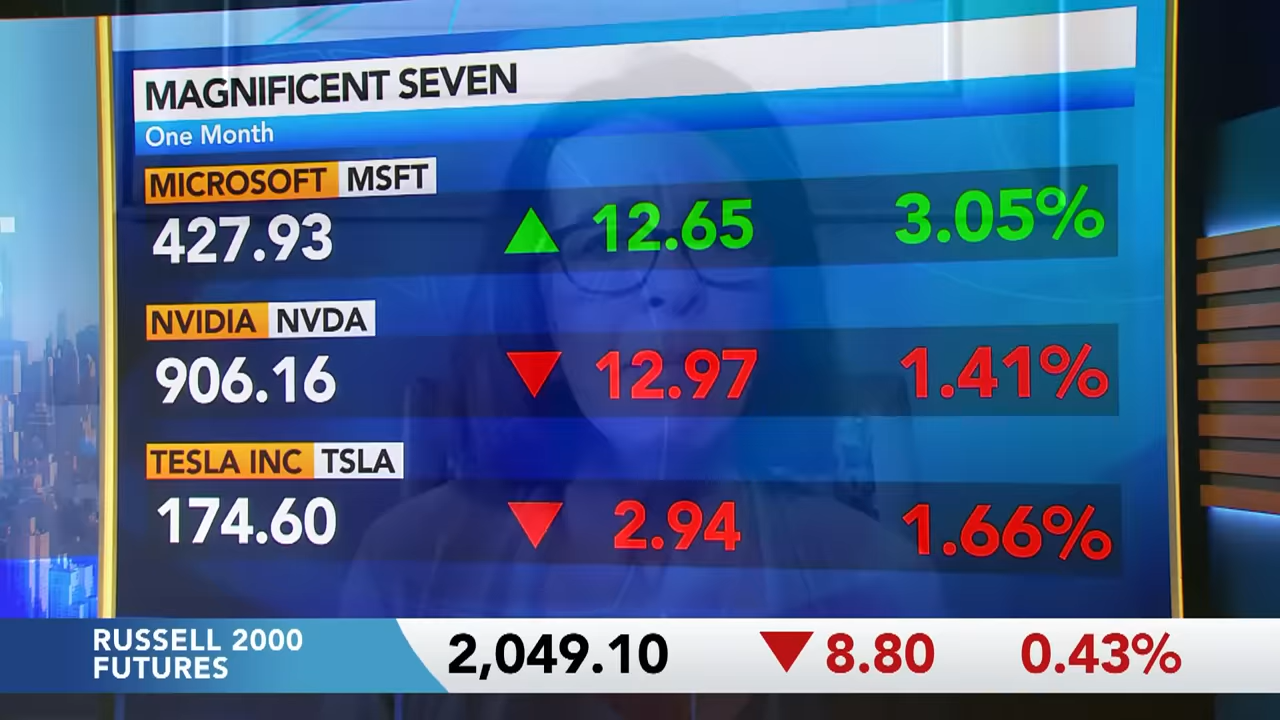 MAGNIFICENT SEVEN
One Month
MICROSOFT MSFT
427.93 ▲ 12.65 3.05%
NVIDIA NVDA
906.16 ▼ 12.97 1.41%
TESLA INC TSLA
174.60 ▼ 2.94 1.66%
RUSSELL 2000
FUTURES
2,049.10 ▼ 8.80 0.43%